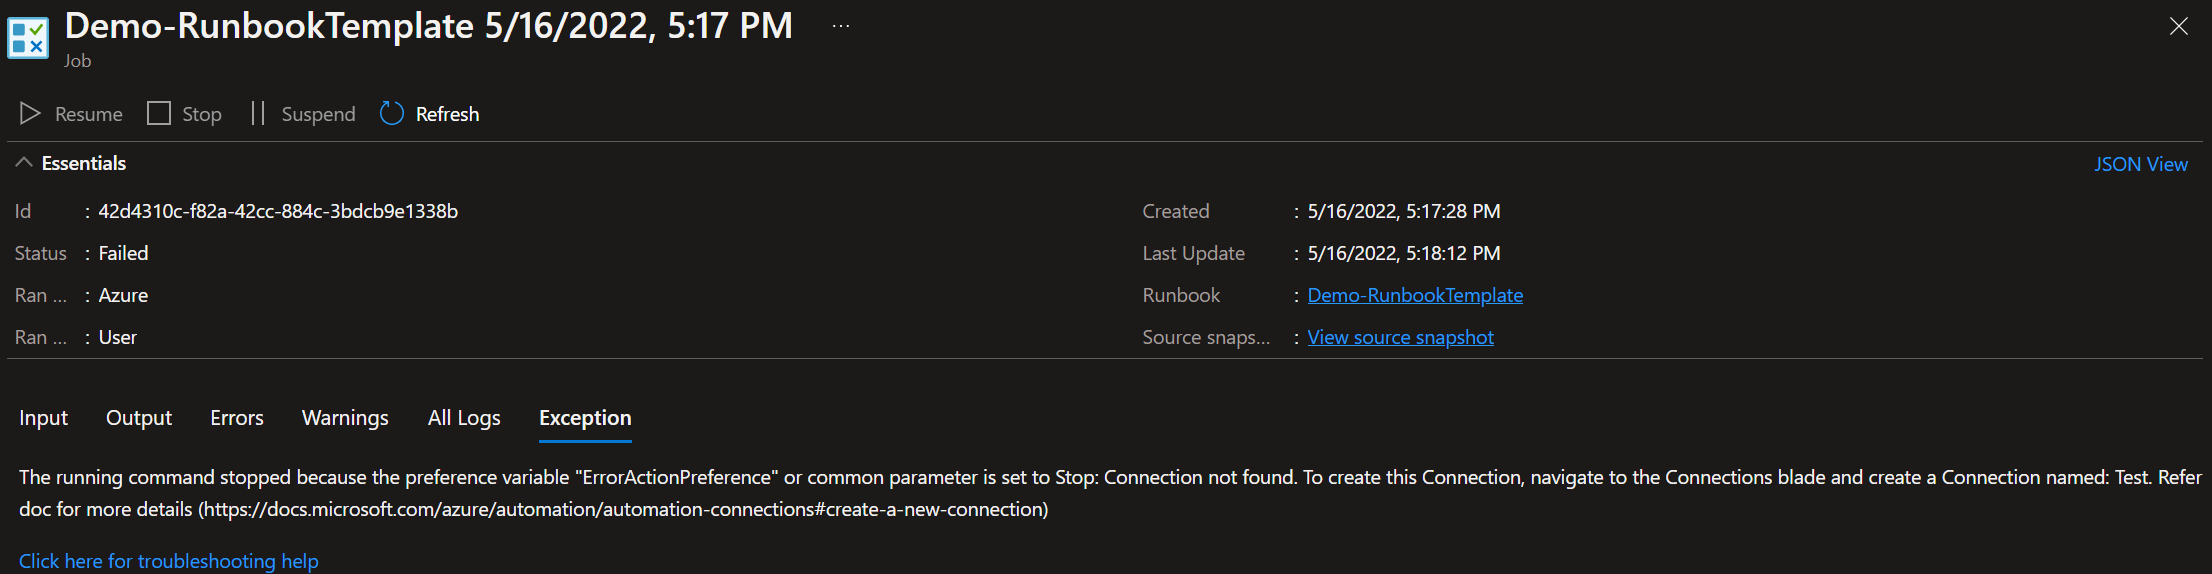 Demo-RunbookTemplate 5/16/2022, 5:17 PM ...
Job
Resume Stop Suspend Refresh
Essentials JSON View
Id : 42d4310c-f82a-42cc-884c-3bdcb9e1338b Created : 5/16/2022, 5:17:28 PM
Status : Failed Last Update : 5/16/2022, 5:18:12 PM
Ran ... : Azure Runbook : Demo-RunbookTemplate
Ran ... : User Source snaps... : View source snapshot
Input Output Errors Warnings All Logs Exception
The running command stopped because the preference variable "ErrorActionPreference" or common parameter is set to Stop: Connection not found. To create this Connection, navigate to the Connections blade and create a Connection named: Test. Refer
doc for more details (https://docs.microsoft.com/azure/automation/automation-connections#create-a-new-connection)
Click here for troubleshooting help